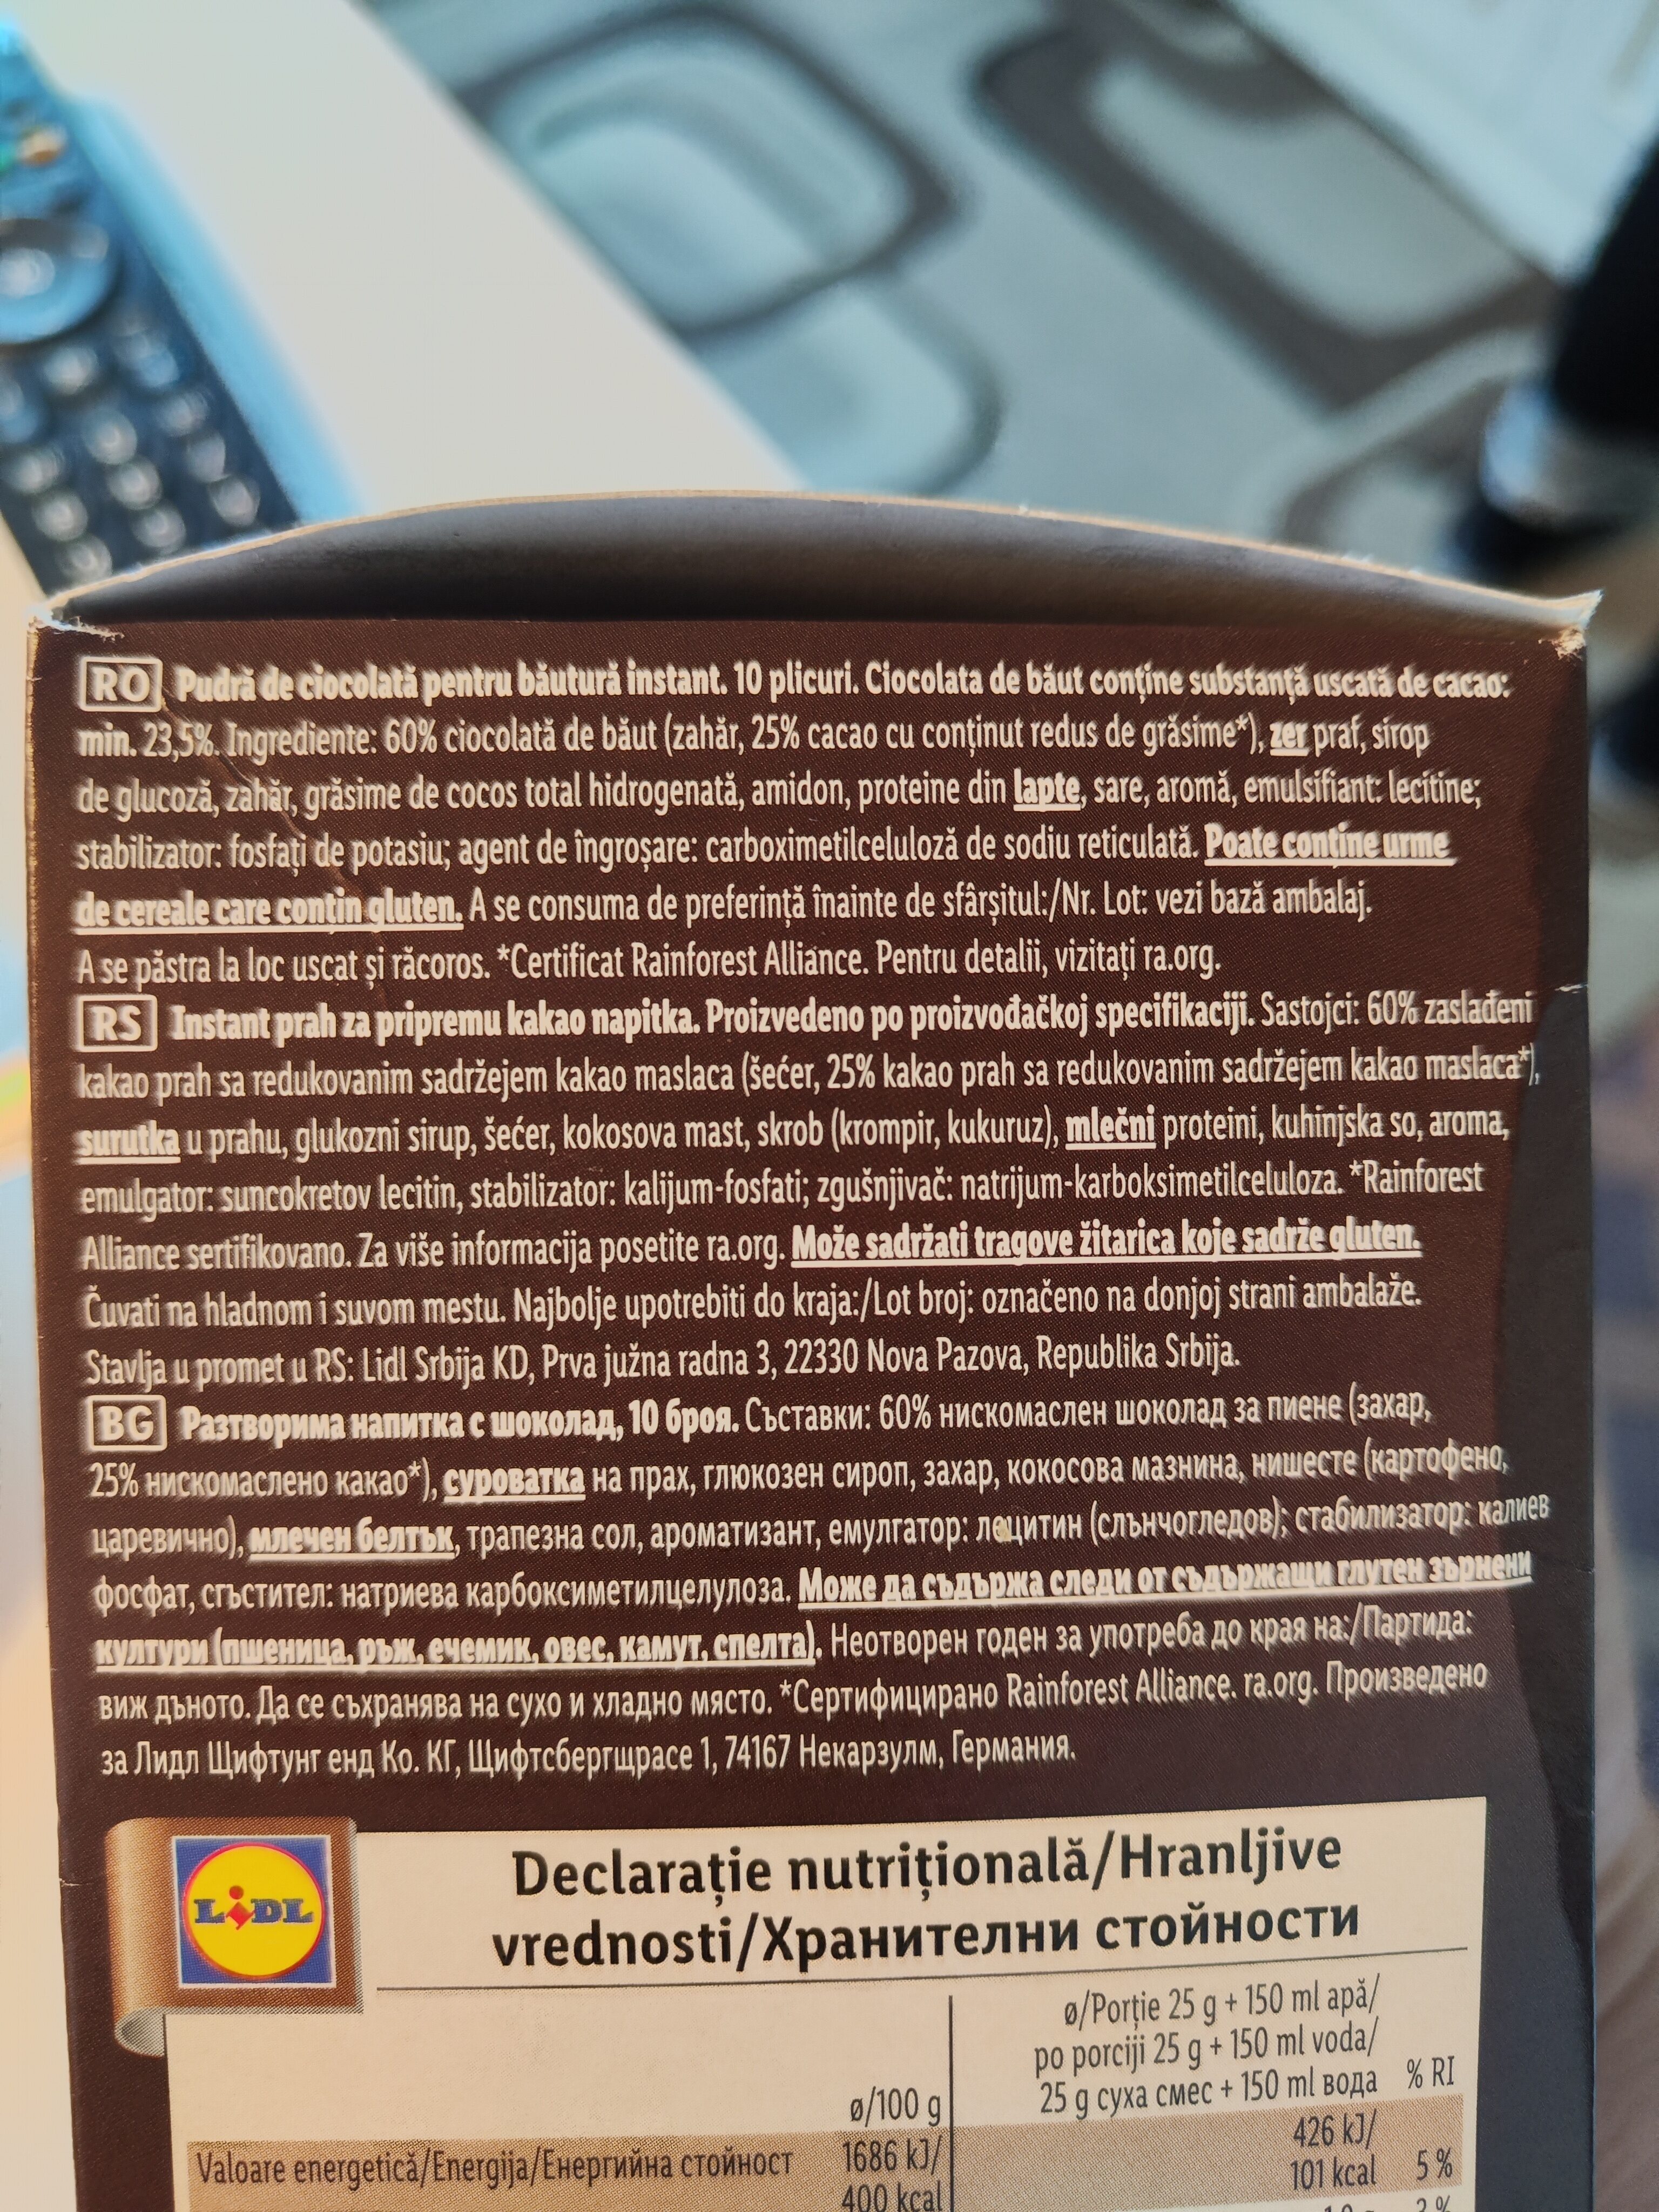 RO Pudră de ciocolată pentru băutură instant. 10 plicuri. Ciocolata de băut conține substanță uscată de cacao:
min. 23,5%. Ingrediente: 60% ciocolată de băut (zahăr, 25% cacao cu conținut redus de grăsime*), zer praf, sirop
de glucoză, zahăr, grăsime de cocos total hidrogenată, amidon, proteine din lapte, sare, aromă, emulsifiant: lecitine;
stabilizator: fosfați de potasiu; agent de îngroșare: carboximetilceluloză de sodiu reticulată. Poate conține urme
de cereale care conțin gluten. A se consuma de preferință înainte de sfârșitul:/Nr. Lot: vezi bază ambalaj.
A se păstra la loc uscat și răcoros. *Certificat Rainforest Alliance. Pentru detalii, vizitați ra.org.
RS Instant prah za pripremu kakao napitka. Proizvedeno po proizvođačkoj specifikaciji. Sastojci: 60% zaslađeni
kakao prah sa redukovanim sadržejem kakao maslaca (šećer, 25% kakao prah sa redukovanim sadržejem kakao maslaca*),
surutka u prahu, glukozni sirup, šećer, kokosova mast, skrob (krompir, kukuruz), mlečni proteini, kuhinjska so, aroma,
emulgator: suncokretov lecitin, stabilizator: kalijum-fosfati; zgušnjivač: natrijum-karboksimetilceluloza. *Rainforest
Alliance sertifikovano. Za više informacija posetite ra.org. Može sadržati tragove žitarica koje sadrže gluten.
Čuvati na hladnom i suvom mestu. Najbolje upotrebiti do kraja:/Lot broj: označeno na donjoj strani ambalaže.
Stavlja u promet u RS: Lidl Srbija KD, Prva južna radna 3, 22330 Nova Pazova, Republika Srbija.
BG Разтворима напитка с шоколад, 10 броя. Съставки: 60% нискомаслен шоколад за пиене (захар,
25% нискомаслено какао*), суроватка на прах, глюкозен сироп, захар, кокосова мазнина, нишесте (картофено,
царевично), млечен белтък, трапезна сол, ароматизант, емулгатор: лецитин (слънчогледов); стабилизатор: калиев
фосфат, сгъстител: натриева карбоксиметилцелулоза. Може да съдържа следи от съдържащи глутен зърнени
култури (пшеница, ръж, ечемик, овес, камут, спелта). Неотворен годен за употреба до края на:/Партида:
виж дъното. Да се съхранява на сухо и хладно място. *Сертифицирано Rainforest Alliance. ra.org. Произведено
за Лидл Щифтунг енд Ко. КГ, Щифтсбергщрасе 1, 74167 Некарзулм, Германия.
LIDL
Declarație nutrițională/Hranljive
vrednosti/Хранителни стойности
ø/Porție 25 g + 150 ml apă/
po porciji 25 g + 150 ml voda/
25 g суха смес + 150 ml вода % RI
ø/100 g
Valoare energetică/Energija/Енергийна стойност 1686 kJ/ 426 kJ/
400 kcal 101 kcal 5 %